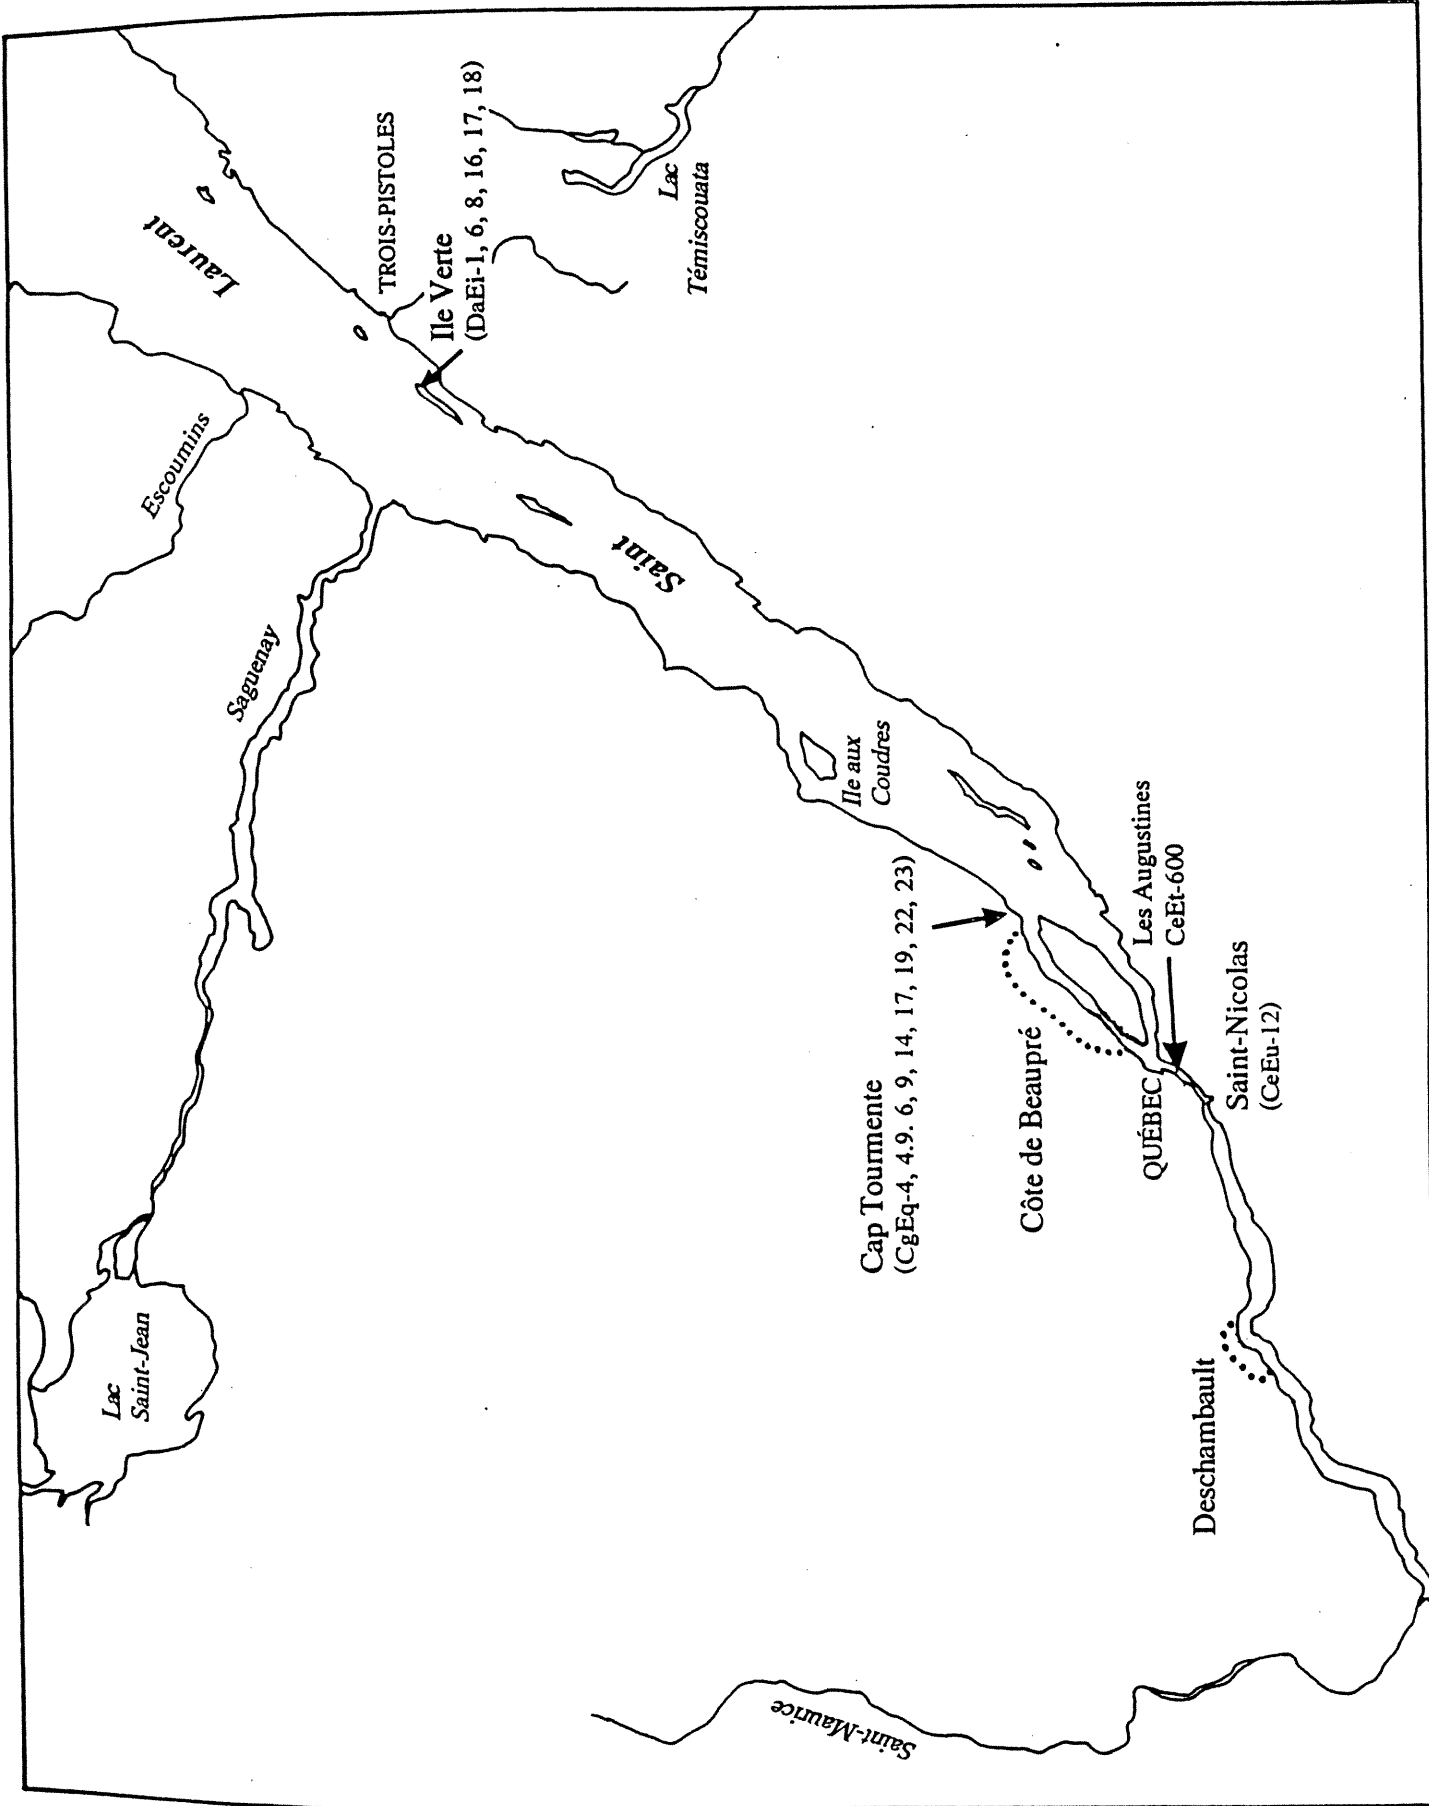 Laurent
Saint
TROIS-PISTOLES
Ile Verte
(DaEi-1, 6, 8, 16, 17, 18)
Lac
Témiscouata
Escoumins
Saguenay
Lac
Saint-Jean
Ile aux
Coudres
Cap Tourmente
(CgEq-4, 4.9. 6, 9, 14, 17, 19, 22, 23)
Côte de Beaupré
QUÉBEC
Les Augustines
CeEt-600
Saint-Nicolas
(CeEu-12)
Deschambault
Saint-Maurice